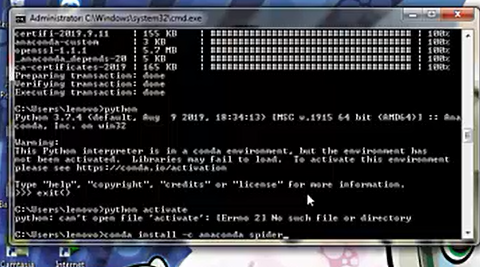 Administrator: C:\Windows\system32\cmd.exe
certifi-2019.9.11 | 155 KB | | 100%
anaconda-custom | 3 KB | | 100%
openssl-1.1.1 | 5.7 MB | | 100%
_anaconda_depends-20 | 5 KB | | 100%
ca-certificates-2019 | 165 KB | | 100%
Preparing transaction: done
Verifying transaction: done
Executing transaction: done
C:\Users\lenovo>python
Python 3.7.4 (default, Aug  9 2019, 18:34:13) [MSC v.1915 64 bit (AMD64)] :: Ana
conda, Inc. on win32
Warning:
This Python interpreter is in a conda environment, but the environment has
not been activated.  Libraries may fail to load.  To activate this environment
please see https://conda.io/activation
Type "help", "copyright", "credits" or "license" for more information.
>>> exit()
C:\Users\lenovo>python activate
python: can't open file 'activate': [Errno 2] No such file or directory
C:\Users\lenovo>conda install -c anaconda spider_
Internet